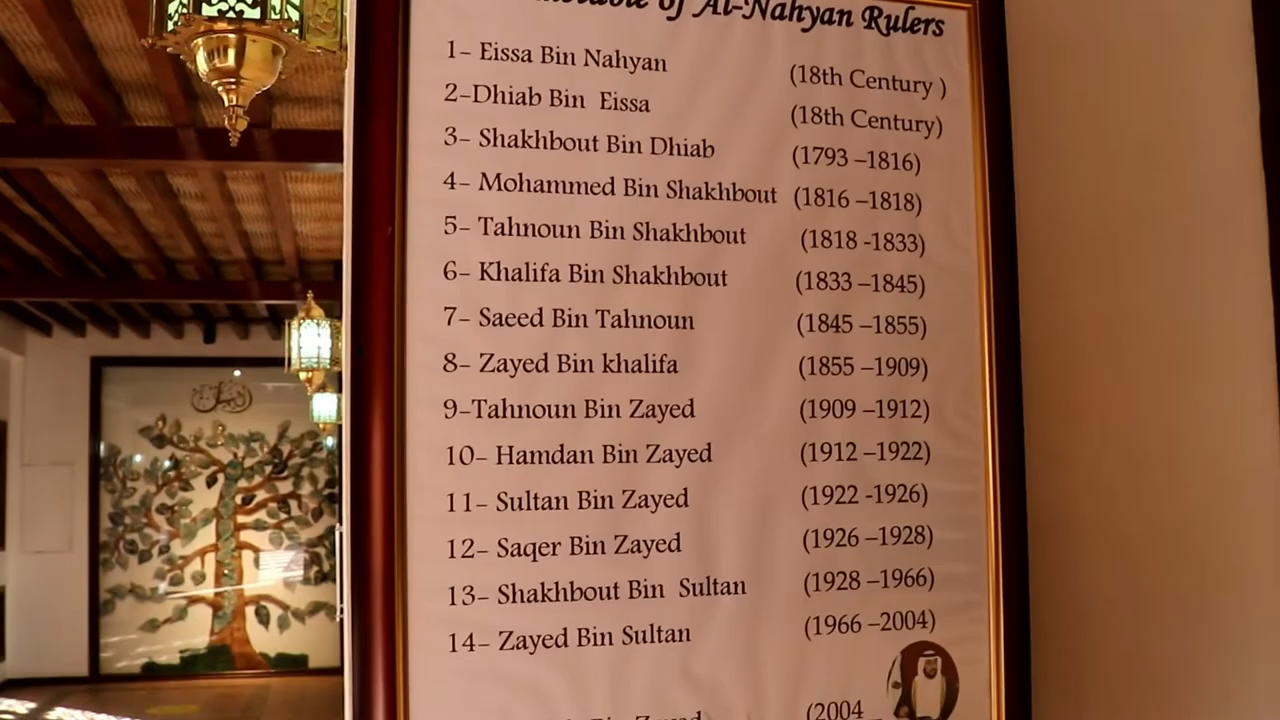 of Al-Nahyan Rulers
1- Eissa Bin Nahyan (18th Century )
2-Dhiab Bin Eissa (18th Century)
3- Shakhbout Bin Dhiab (1793 –1816)
4- Mohammed Bin Shakhbout (1816 –1818)
5- Tahnoun Bin Shakhbout (1818 -1833)
6- Khalifa Bin Shakhbout (1833 –1845)
7- Saeed Bin Tahnoun (1845 –1855)
8- Zayed Bin khalifa (1855 –1909)
9-Tahnoun Bin Zayed (1909 –1912)
10- Hamdan Bin Zayed (1912 –1922)
11- Sultan Bin Zayed (1922 -1926)
12- Saqer Bin Zayed (1926 –1928)
13- Shakhbout Bin Sultan (1928 –1966)
14- Zayed Bin Sultan (1966 –2004)
Bin Zayed (2004